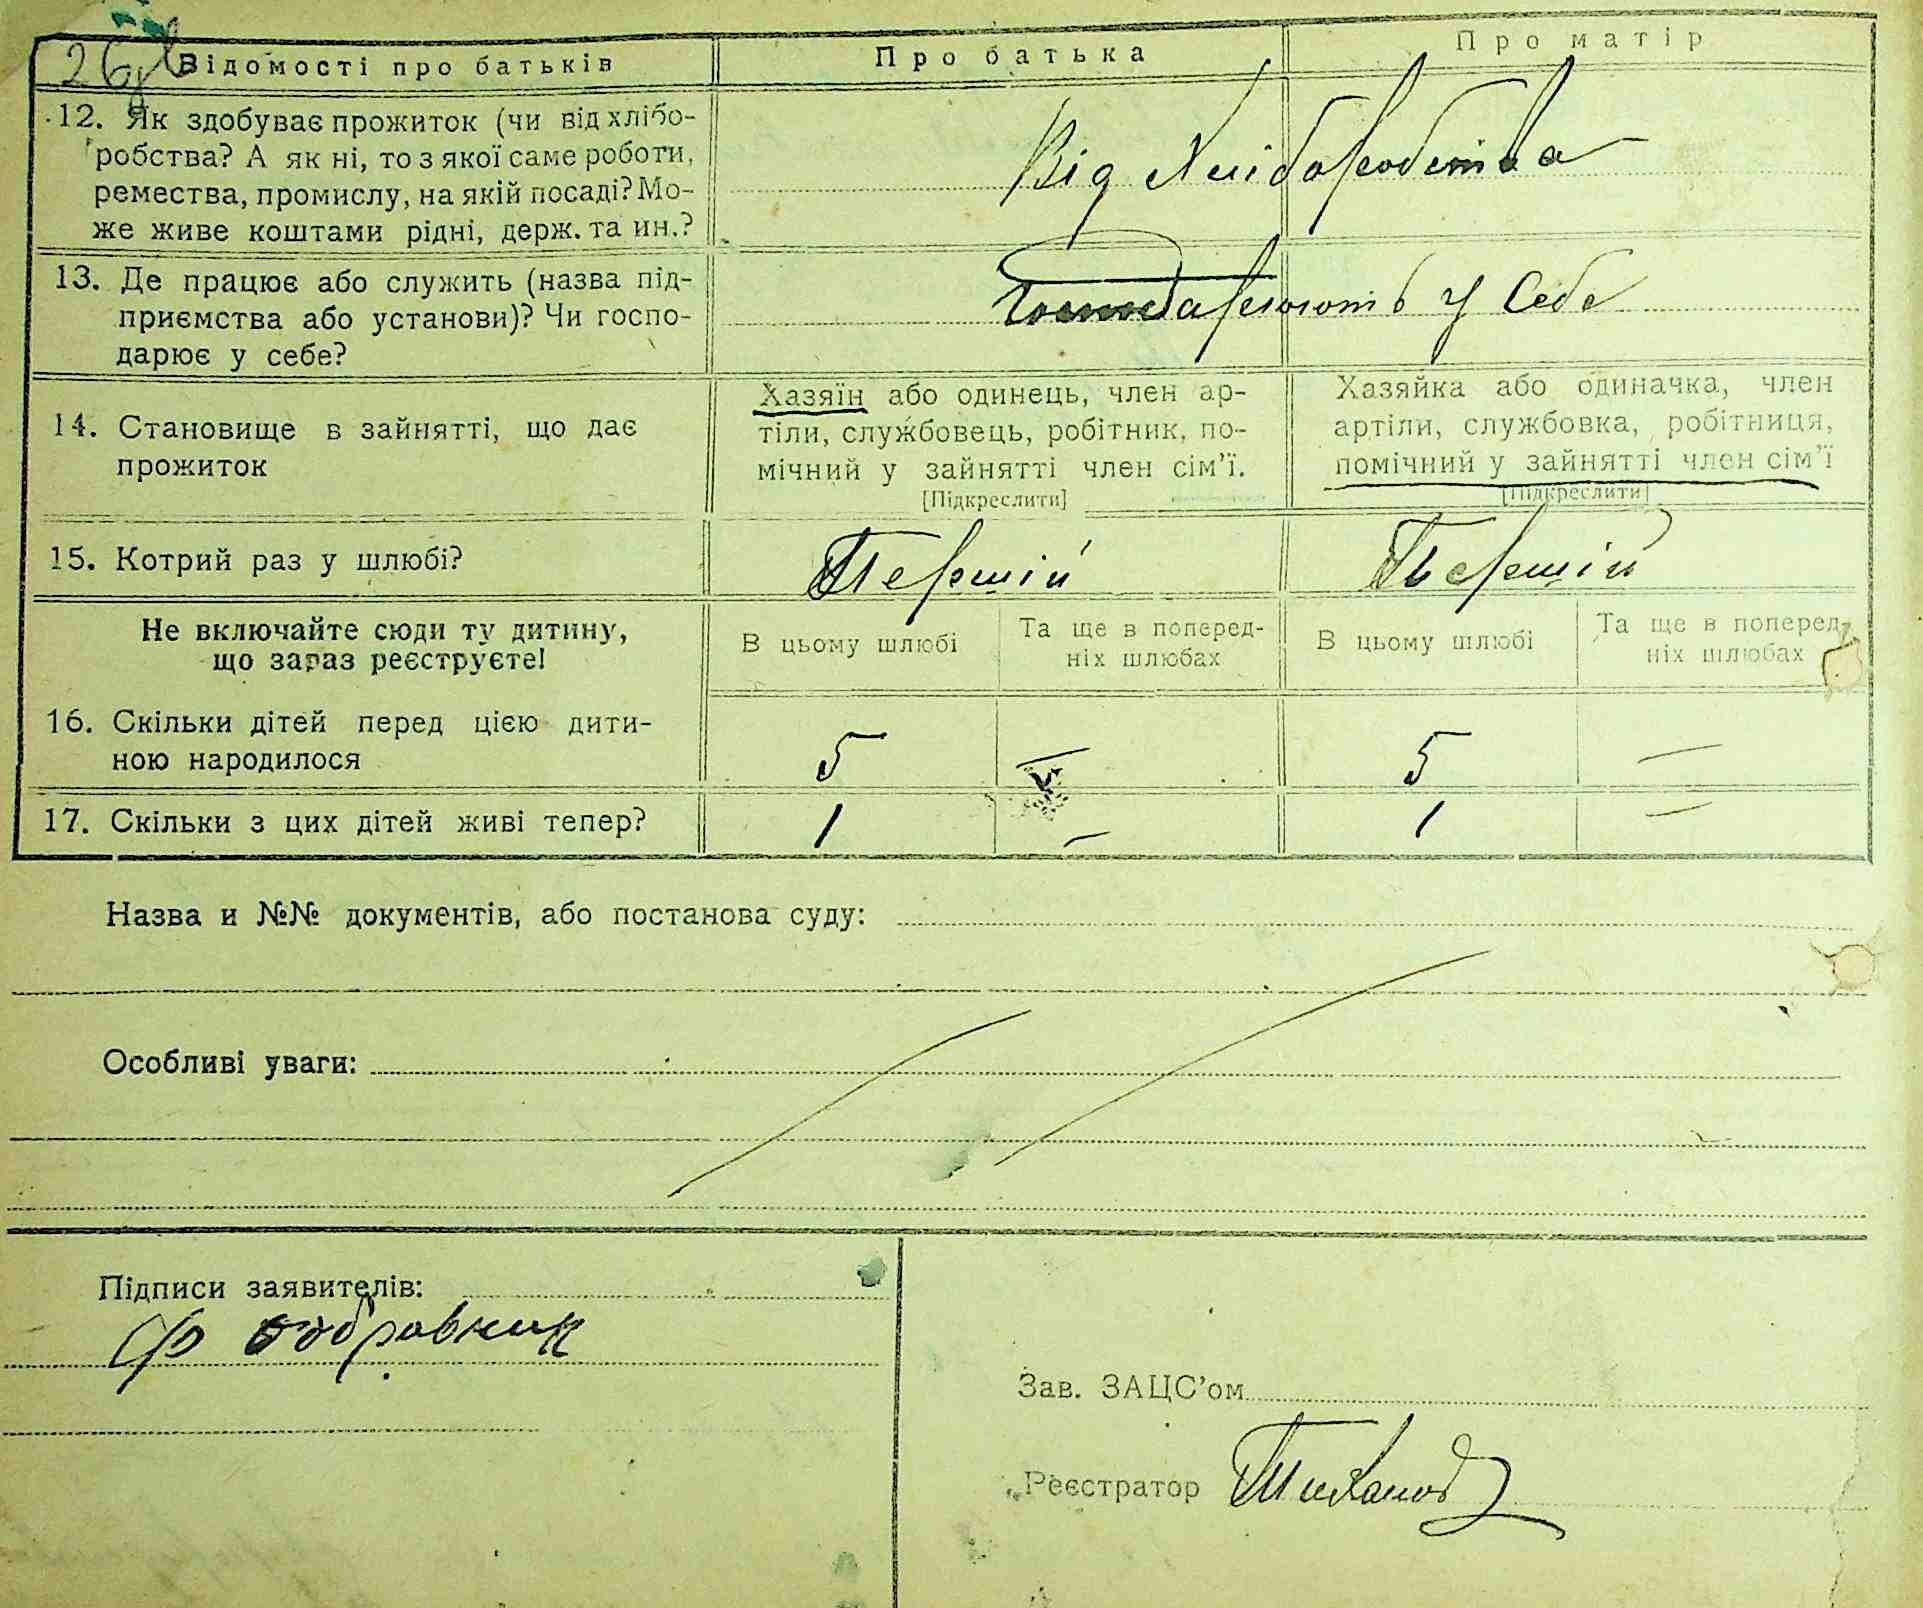 26
Відомості про батьків
Про батька
Про матір
12. Як здобуває прожиток (чи від хлібо-
робства? А як ні, то з якої саме роботи,
ремества, промислу, на якій посаді? Мо-
же живе коштами рідні, держ. та ин.?
Від Хлібаробства
13. Де працює або служить (назва під-
приємства або установи)? Чи госпо-
дарює у себе?
Господарюють у Себе
14. Становище в зайнятті, що дає
прожиток
Хазяїн або одинець, член ар-
тіли, службовець, робітник, по-
мічний у зайнятті член сім'ї.
[Підкреслити]
Хазяйка або одиначка, член
артіли, службовка, робітниця,
помічний у зайнятті член сім'ї
[Підкреслити]
15. Котрий раз у шлюбі?
Першій
Першій
Не включайте сюди ту дитину,
що зараз реєструєте!
В цьому шлюбі
Та ще в поперед-
ніх шлюбах
В цьому шлюбі
Та ще в поперед-
ніх шлюбах
16. Скільки дітей перед цією дити-
ною народилося
5 — 5 —
17. Скільки з цих дітей живі тепер?
1 — 1 —
Назва и №№ документів, або постанова суду:
Особливі уваги:
Підписи заявителів:
Ф
Зав. ЗАЦС'ом
Реєстратор